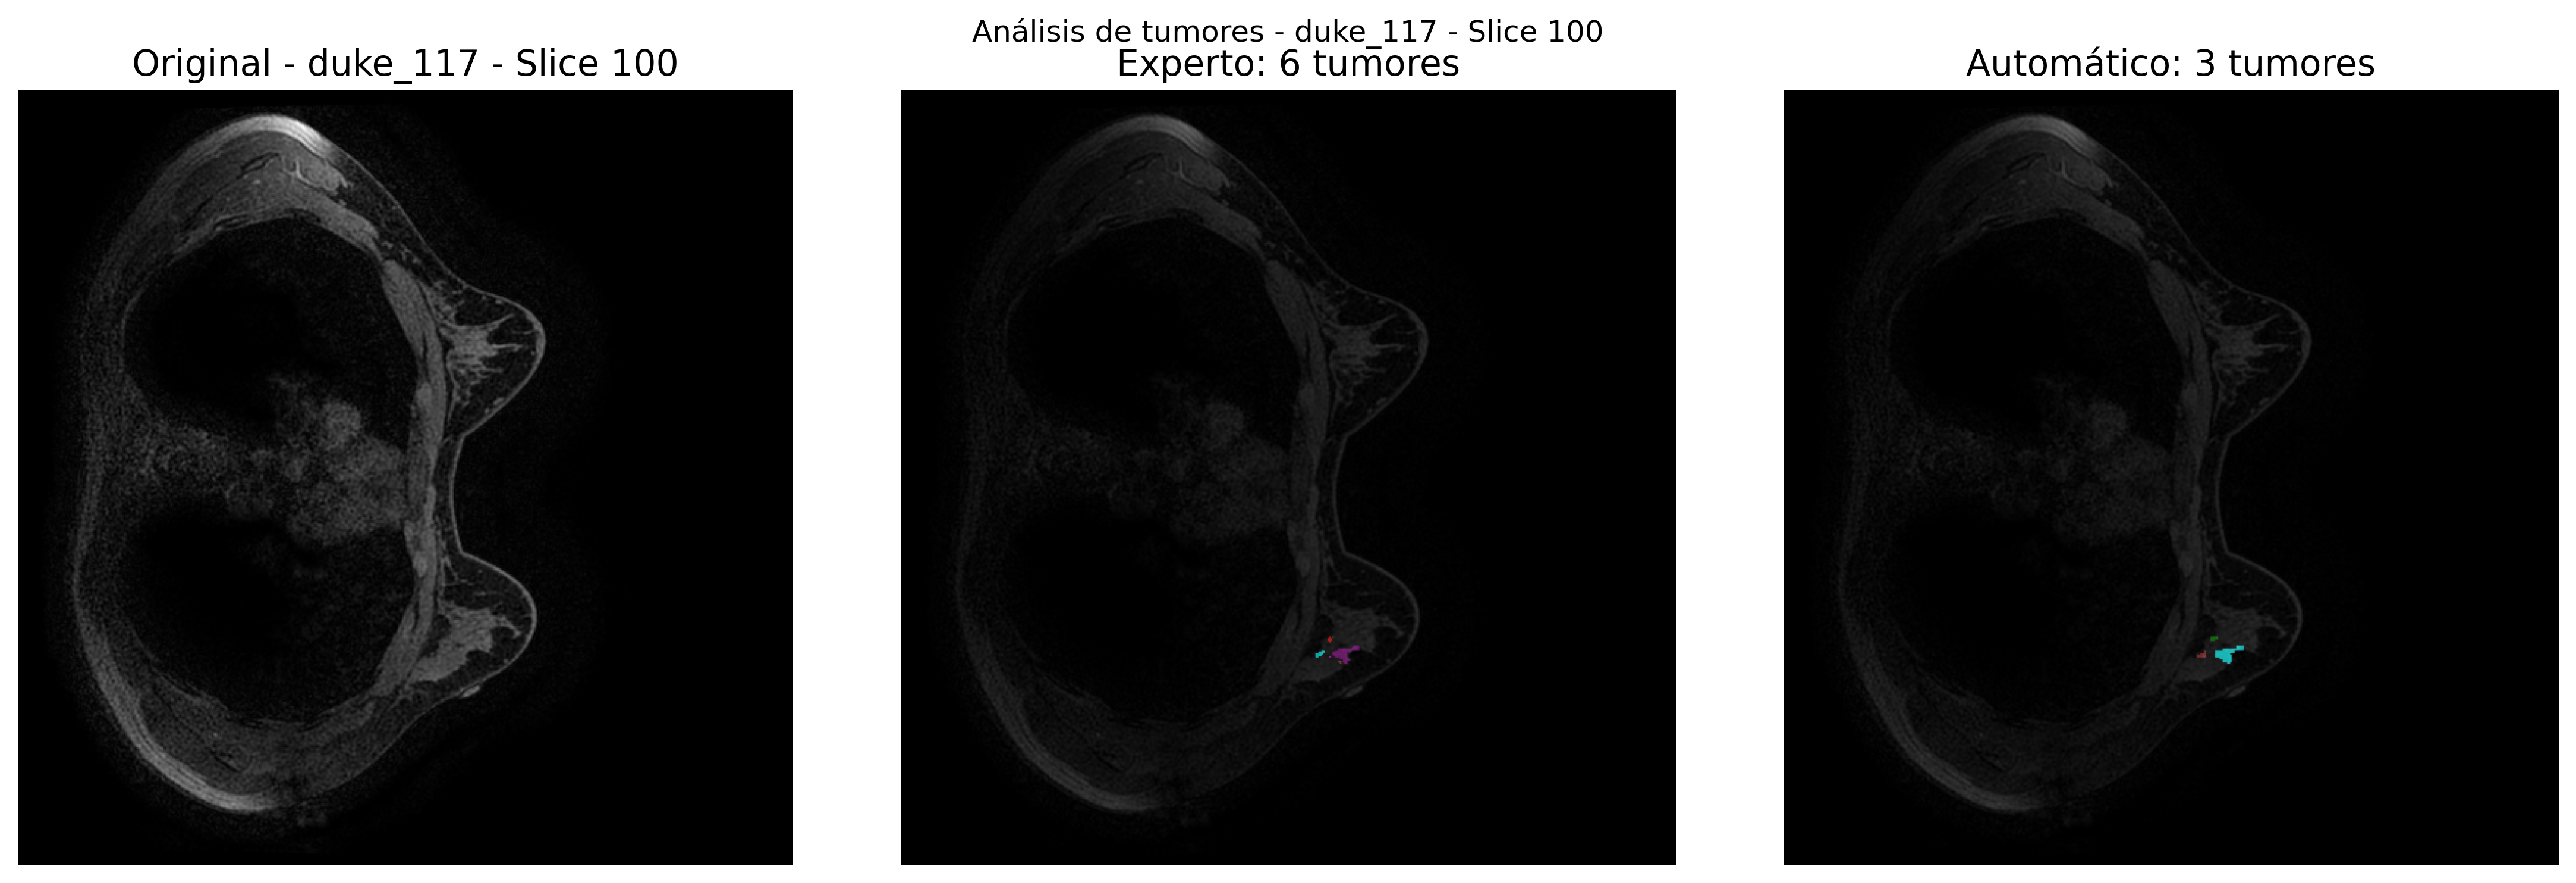 Análisis de tumores - duke_117 - Slice 100
Original - duke_117 - Slice 100
Experto: 6 tumores
Automático: 3 tumores